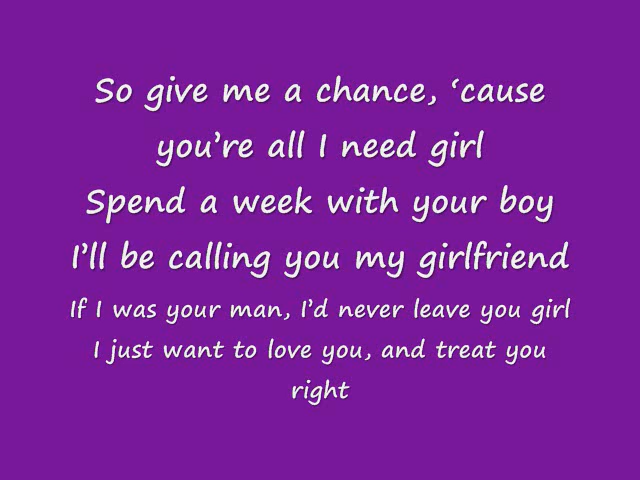 So give me a chance, ‘cause
you’re all I need girl
Spend a week with your boy
I’ll be calling you my girlfriend
If I was your man, I’d never leave you girl
I just want to love you, and treat you
right